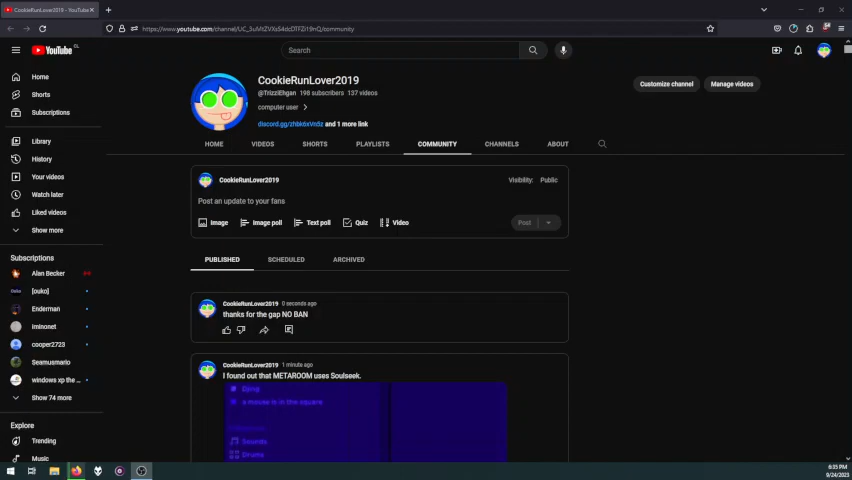 CookieRunLover2019 - YouTube
https://www.youtube.com/channel/UC_3uMtZVXsS4dcDTFZi19nQ/community
YouTube CL
Search
Home
Shorts
Subscriptions
Library
History
Your videos
Watch later
Liked videos
Show more
Subscriptions
Alan Becker
[ouko]
Enderman
Iminonet
cooper2723
Seamusmario
windows xp the ...
Show 74 more
Explore
Trending
Music
CookieRunLover2019
@TrizziEhgan 198 subscribers 137 videos
computer user
discord.gg/zhbk6xVn5z and 1 more link
Customize channel
Manage videos
HOME VIDEOS SHORTS PLAYLISTS COMMUNITY CHANNELS ABOUT
CookieRunLover2019
Visibility: Public
Post an update to your fans
Image Image poll Text poll Quiz Video
Post
PUBLISHED SCHEDULED ARCHIVED
CookieRunLover2019 0 seconds ago
thanks for the gap NO BAN
CookieRunLover2019 1 minute ago
I found out that METAROOM uses Soulseek.
Djing
a mouse is in the square
Sounds
Drums
6:35 PM
9/24/2023